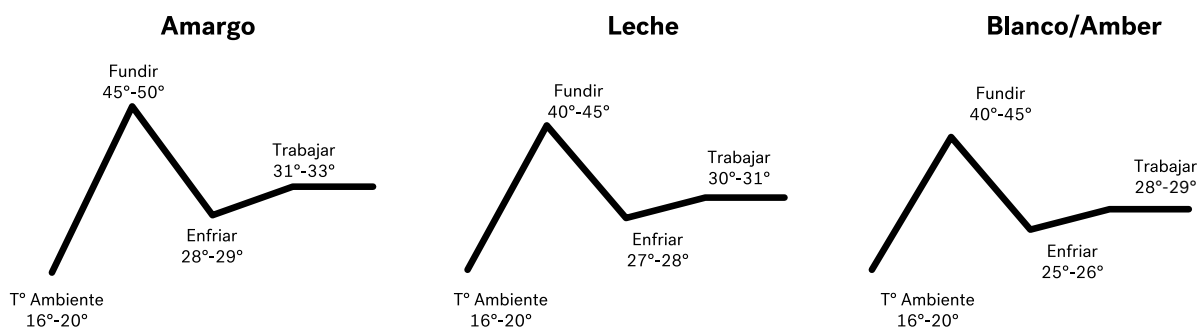 Amargo
Fundir
45°-50°
Trabajar
31°-33°
Enfriar
28°-29°
T° Ambiente
16°-20°
Leche
Fundir
40°-45°
Trabajar
30°-31°
Enfriar
27°-28°
T° Ambiente
16°-20°
Blanco/Amber
Fundir
40°-45°
Trabajar
28°-29°
Enfriar
25°-26°
T° Ambiente
16°-20°